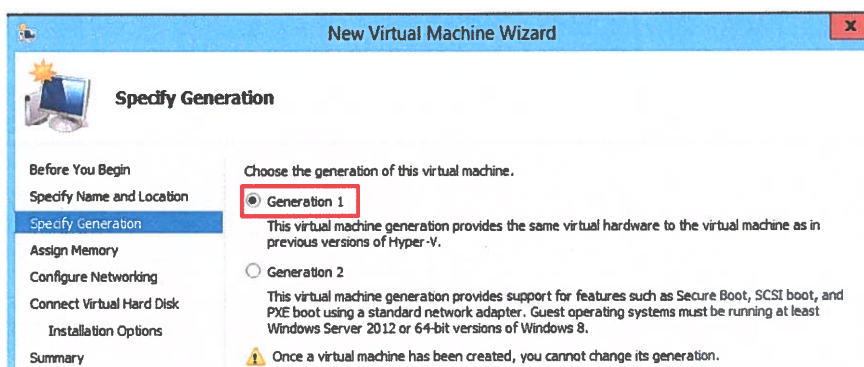 New Virtual Machine Wizard
X
Specify Generation
Before You Begin
Specify Name and Location
Specify Generation
Assign Memory
Configure Networking
Connect Virtual Hard Disk
Installation Options
Summary
Choose the generation of this virtual machine.
Generation 1
This virtual machine generation provides the same virtual hardware to the virtual machine as in
previous versions of Hyper-V.
Generation 2
This virtual machine generation provides support for features such as Secure Boot, SCSI boot, and
PXE boot using a standard network adapter. Guest operating systems must be running at least
Windows Server 2012 or 64-bit versions of Windows 8.
Once a virtual machine has been created, you cannot change its generation.